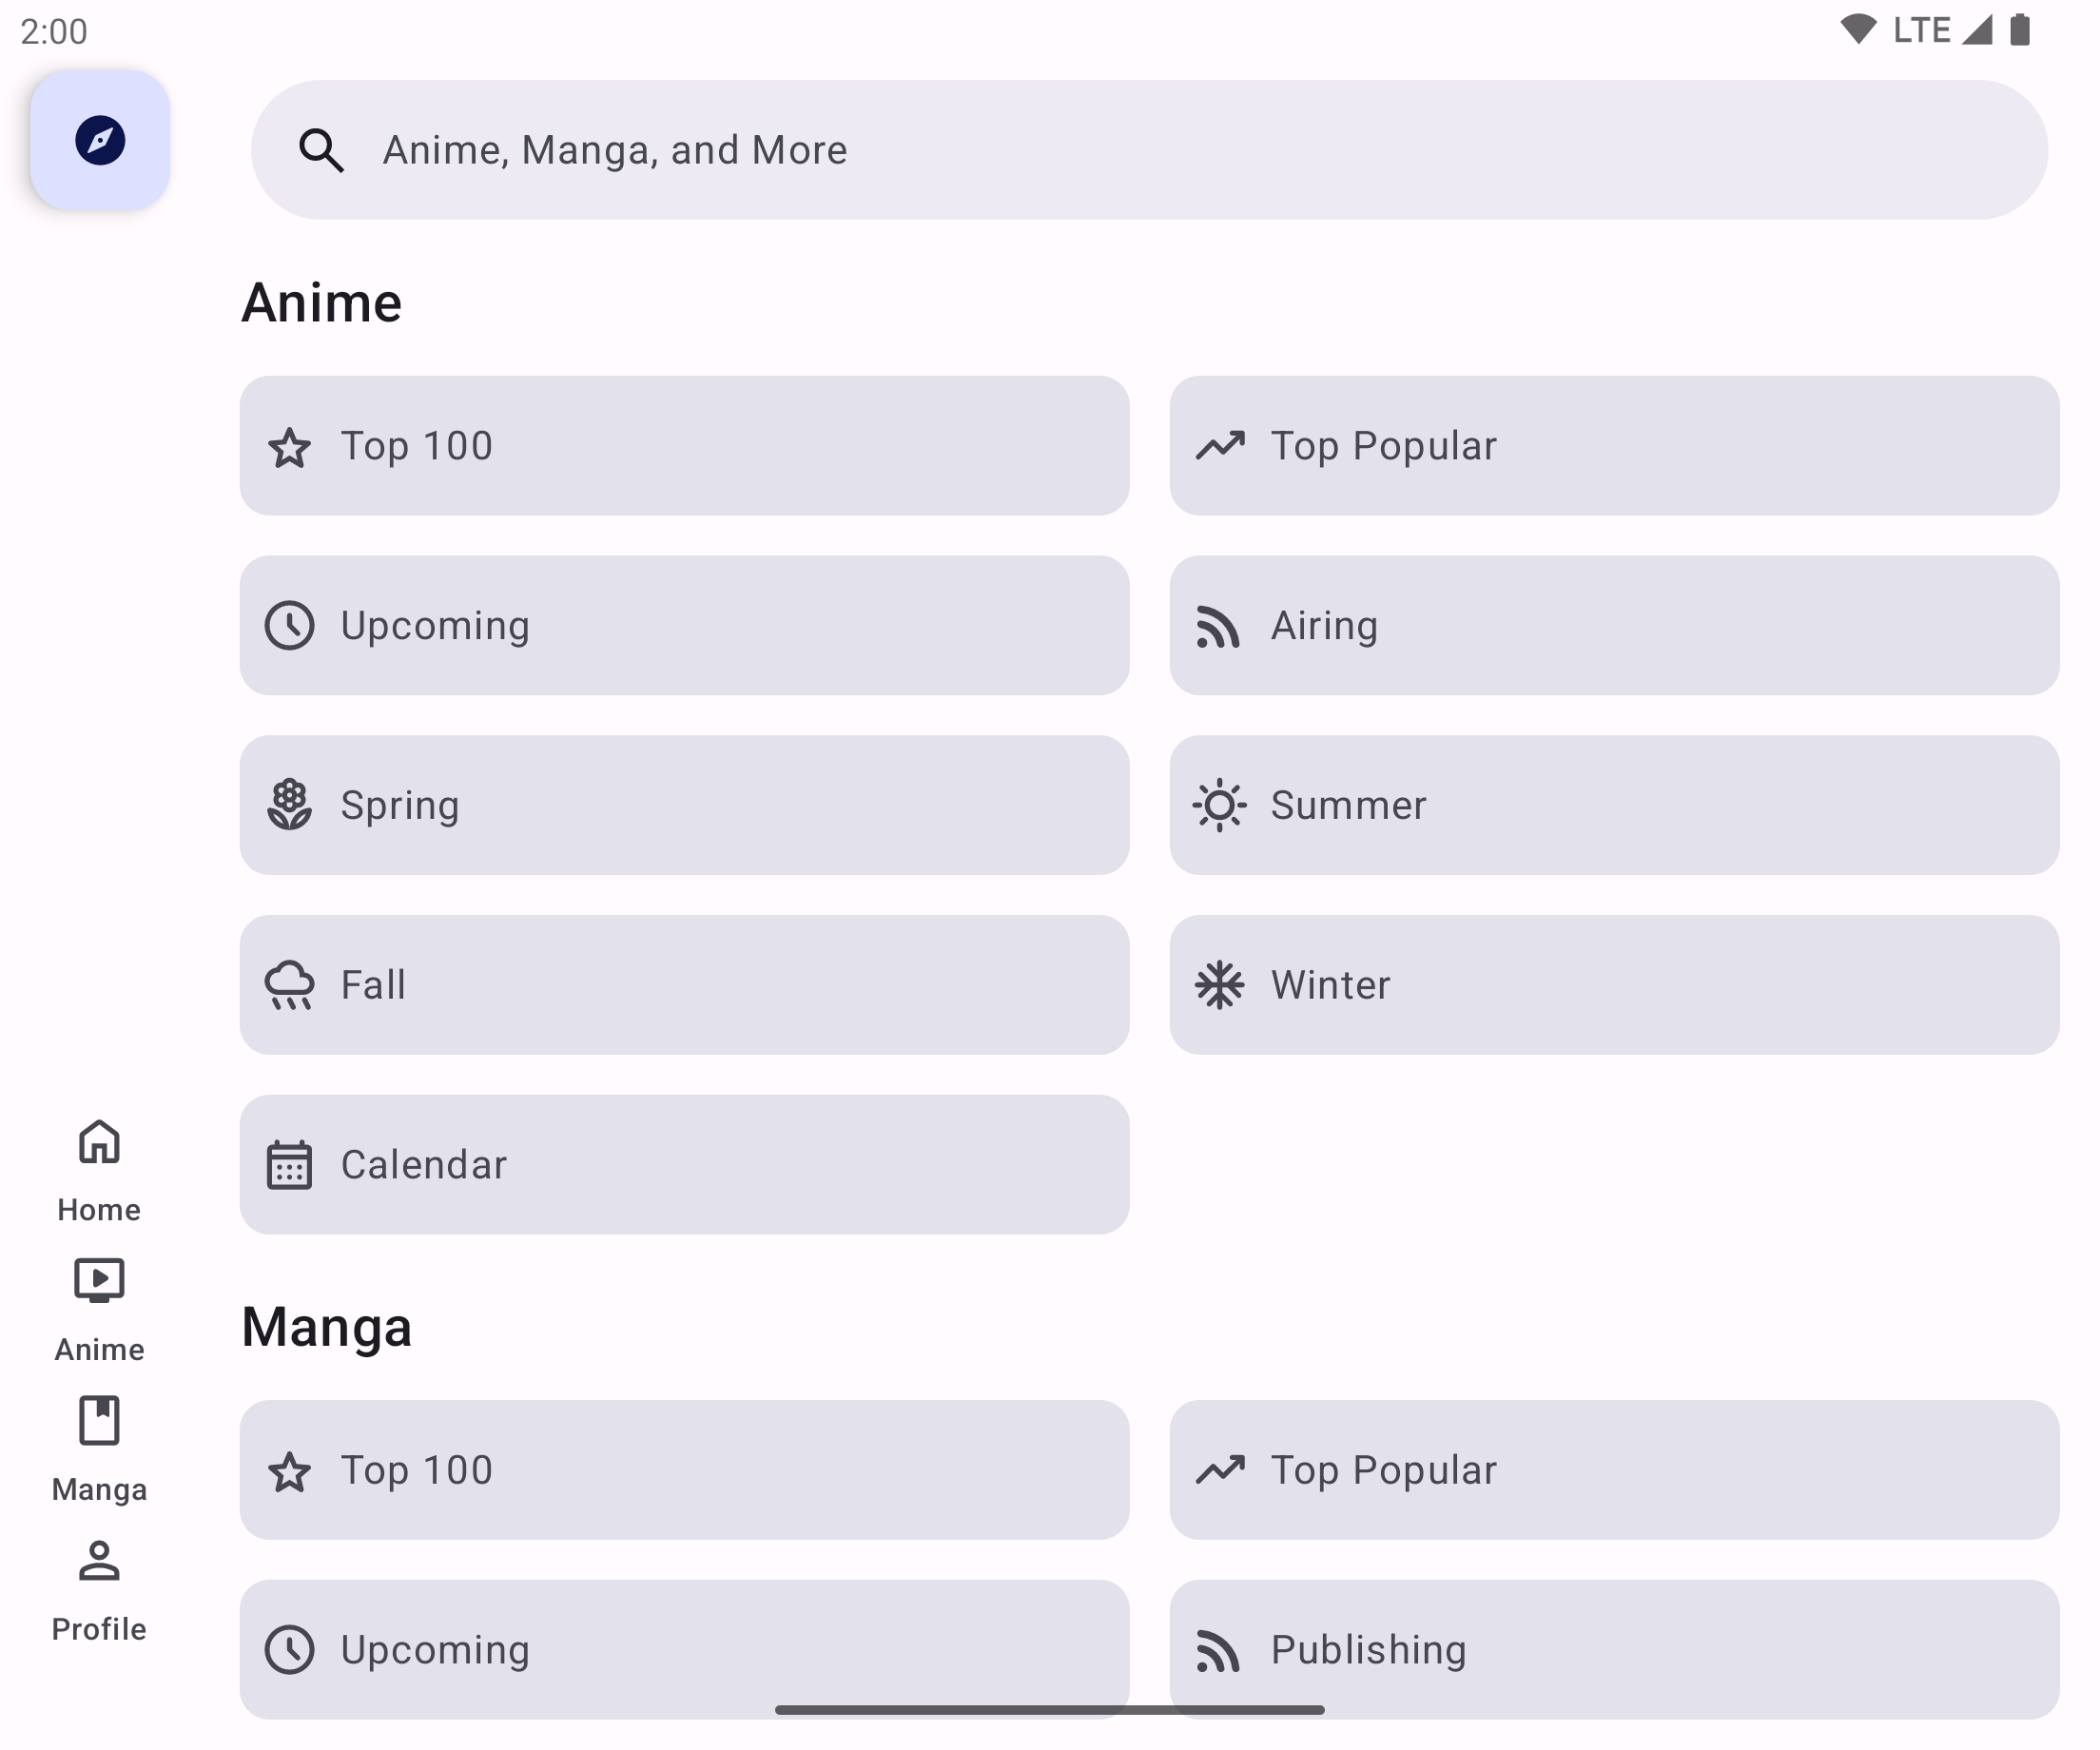 2:00
LTE
Anime, Manga, and More
Anime
Top 100
Top Popular
Upcoming
Airing
Spring
Summer
Fall
Winter
Calendar
Manga
Top 100
Top Popular
Upcoming
Publishing
Home
Anime
Manga
Profile